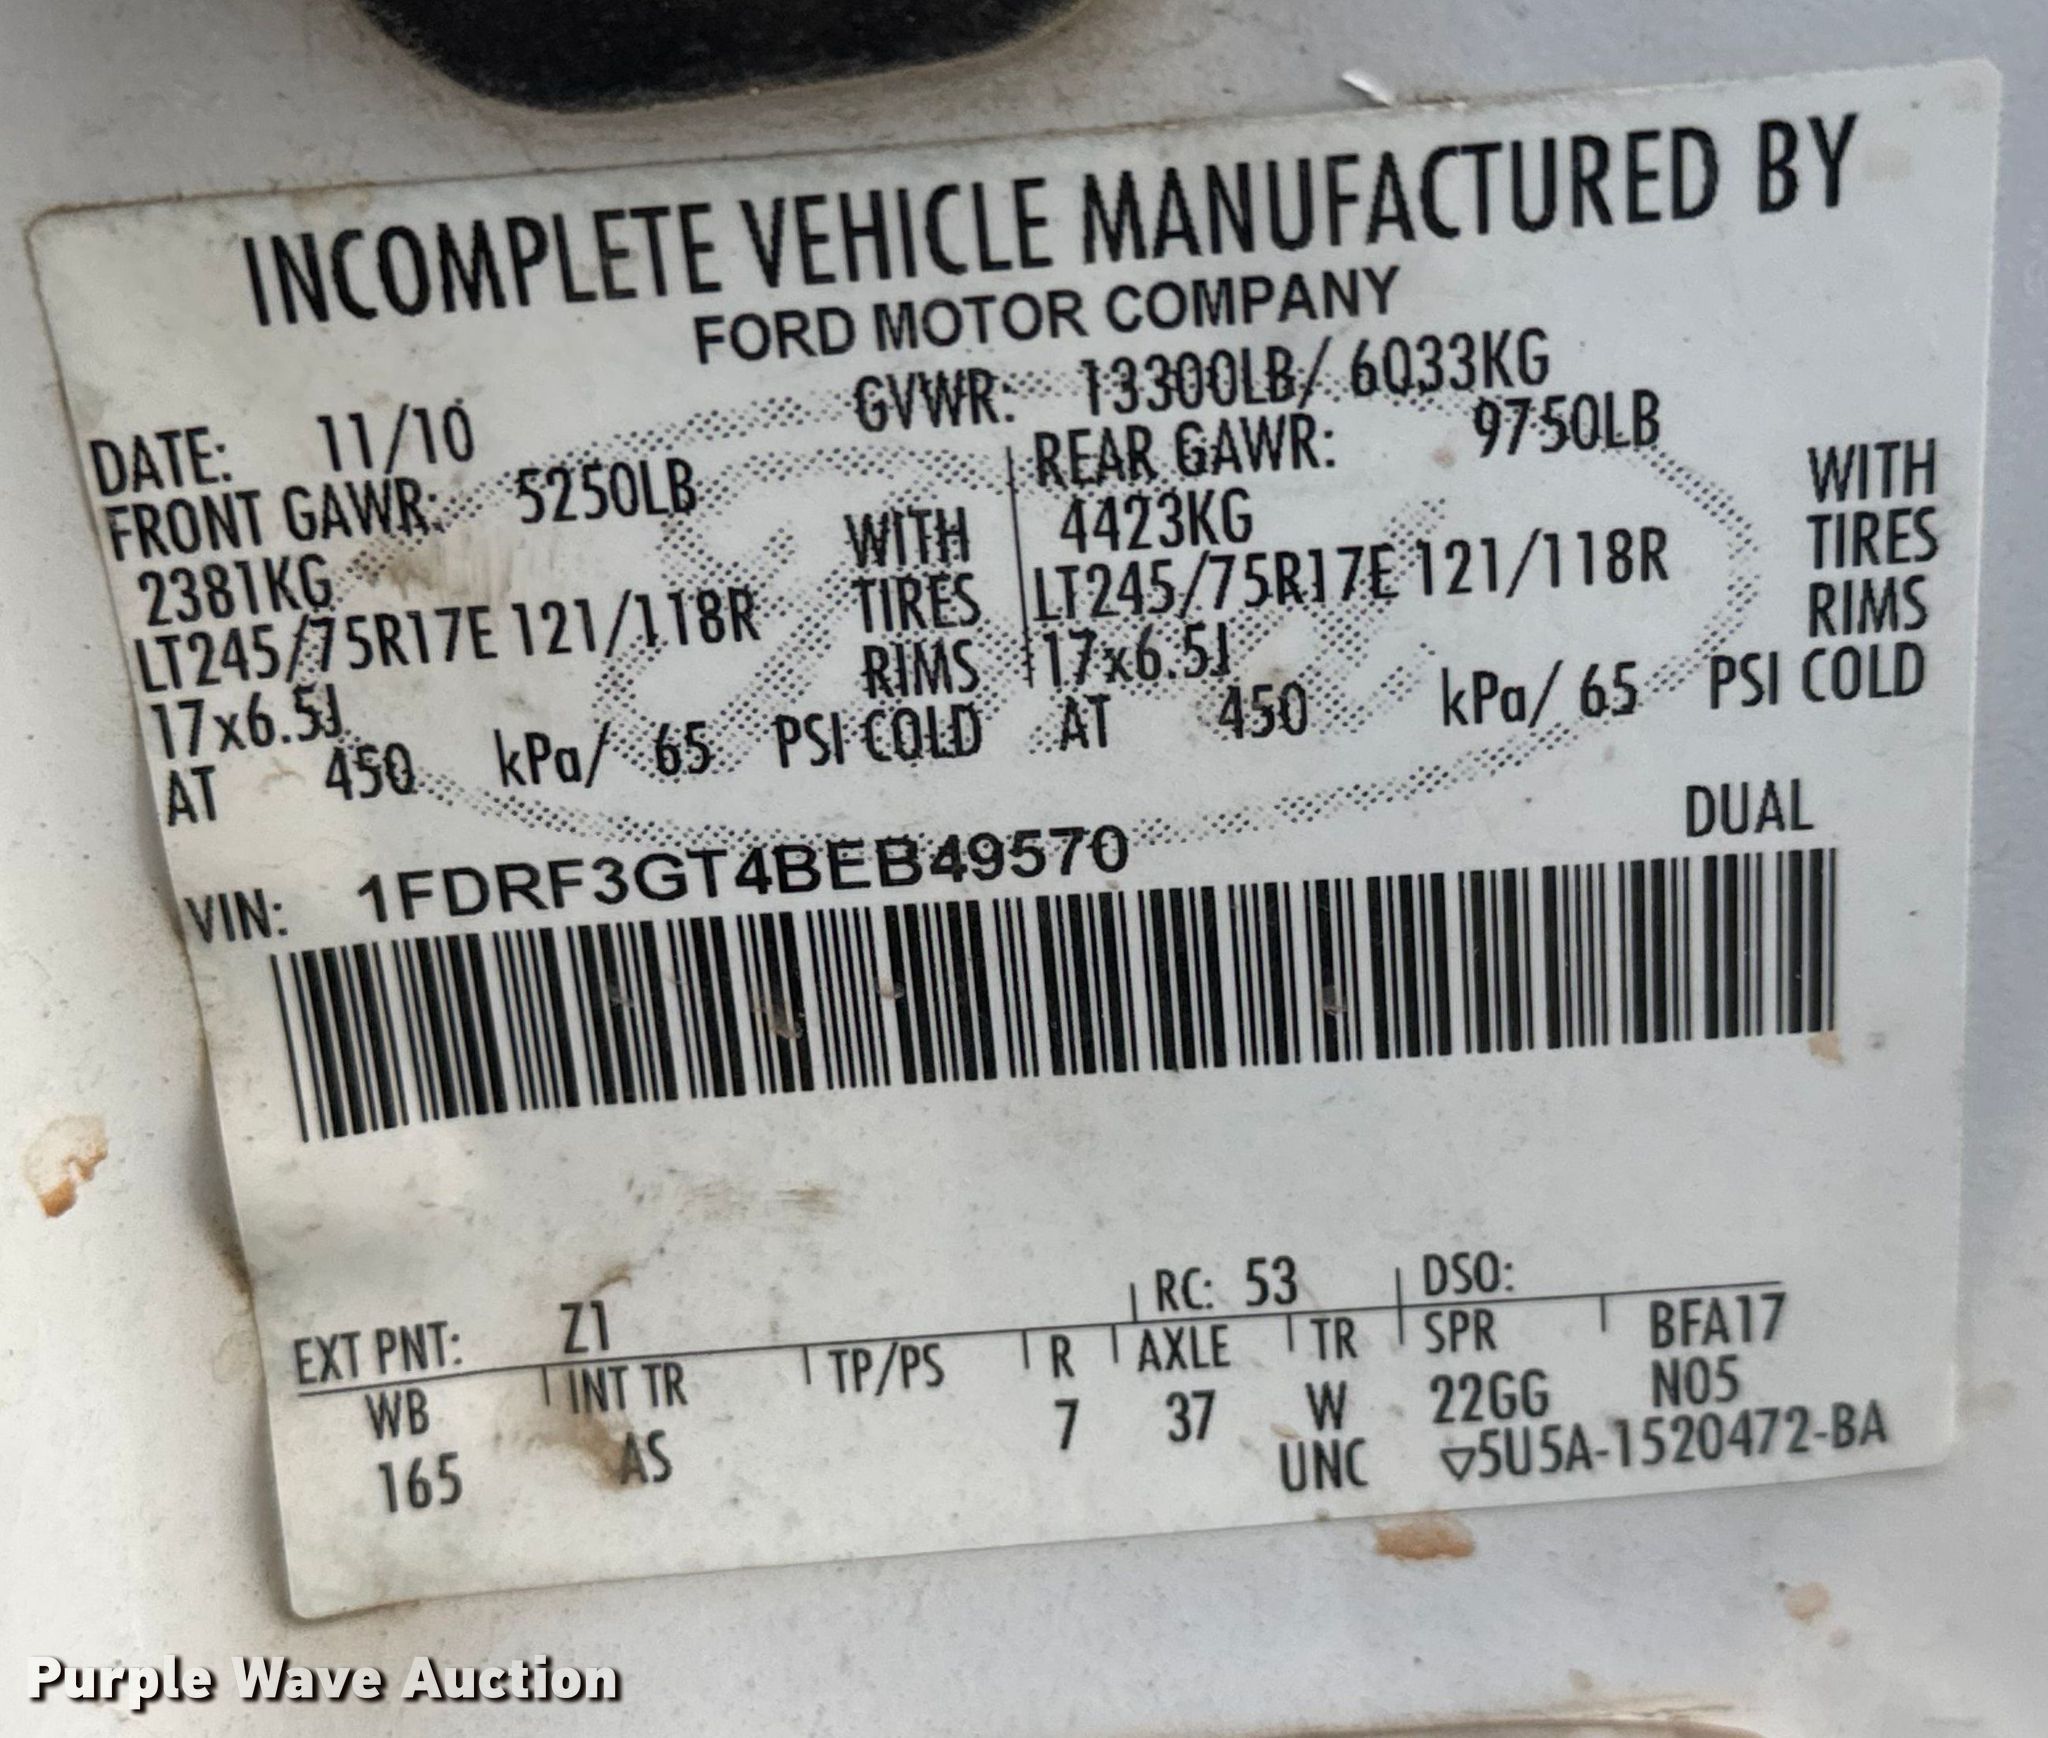 INCOMPLETE VEHICLE MANUFACTURED BY
FORD MOTOR COMPANY
DATE: 11/10 GVWR: 13300LB/ 6033KG
FRONT GAWR: 5250LB REAR GAWR: 9750LB
2381KG WITH 4423KG WITH
LT245/75R17E 121/118R TIRES LT245/75R17E 121/118R TIRES
17x6.5J RIMS 17x6.5J RIMS
AT 450 kPa/ 65 PSI COLD AT 450 kPa/ 65 PSI COLD
DUAL
VIN: 1FDRF3GT4BEB49570
EXT PNT: Z1 RC: 53 DSO:
WB INT TR TP/PS R AXLE TR SPR BFA17
165 AS 7 37 W 22GG N05
UNC ▽5U5A-1520472-BA
Purple Wave Auction